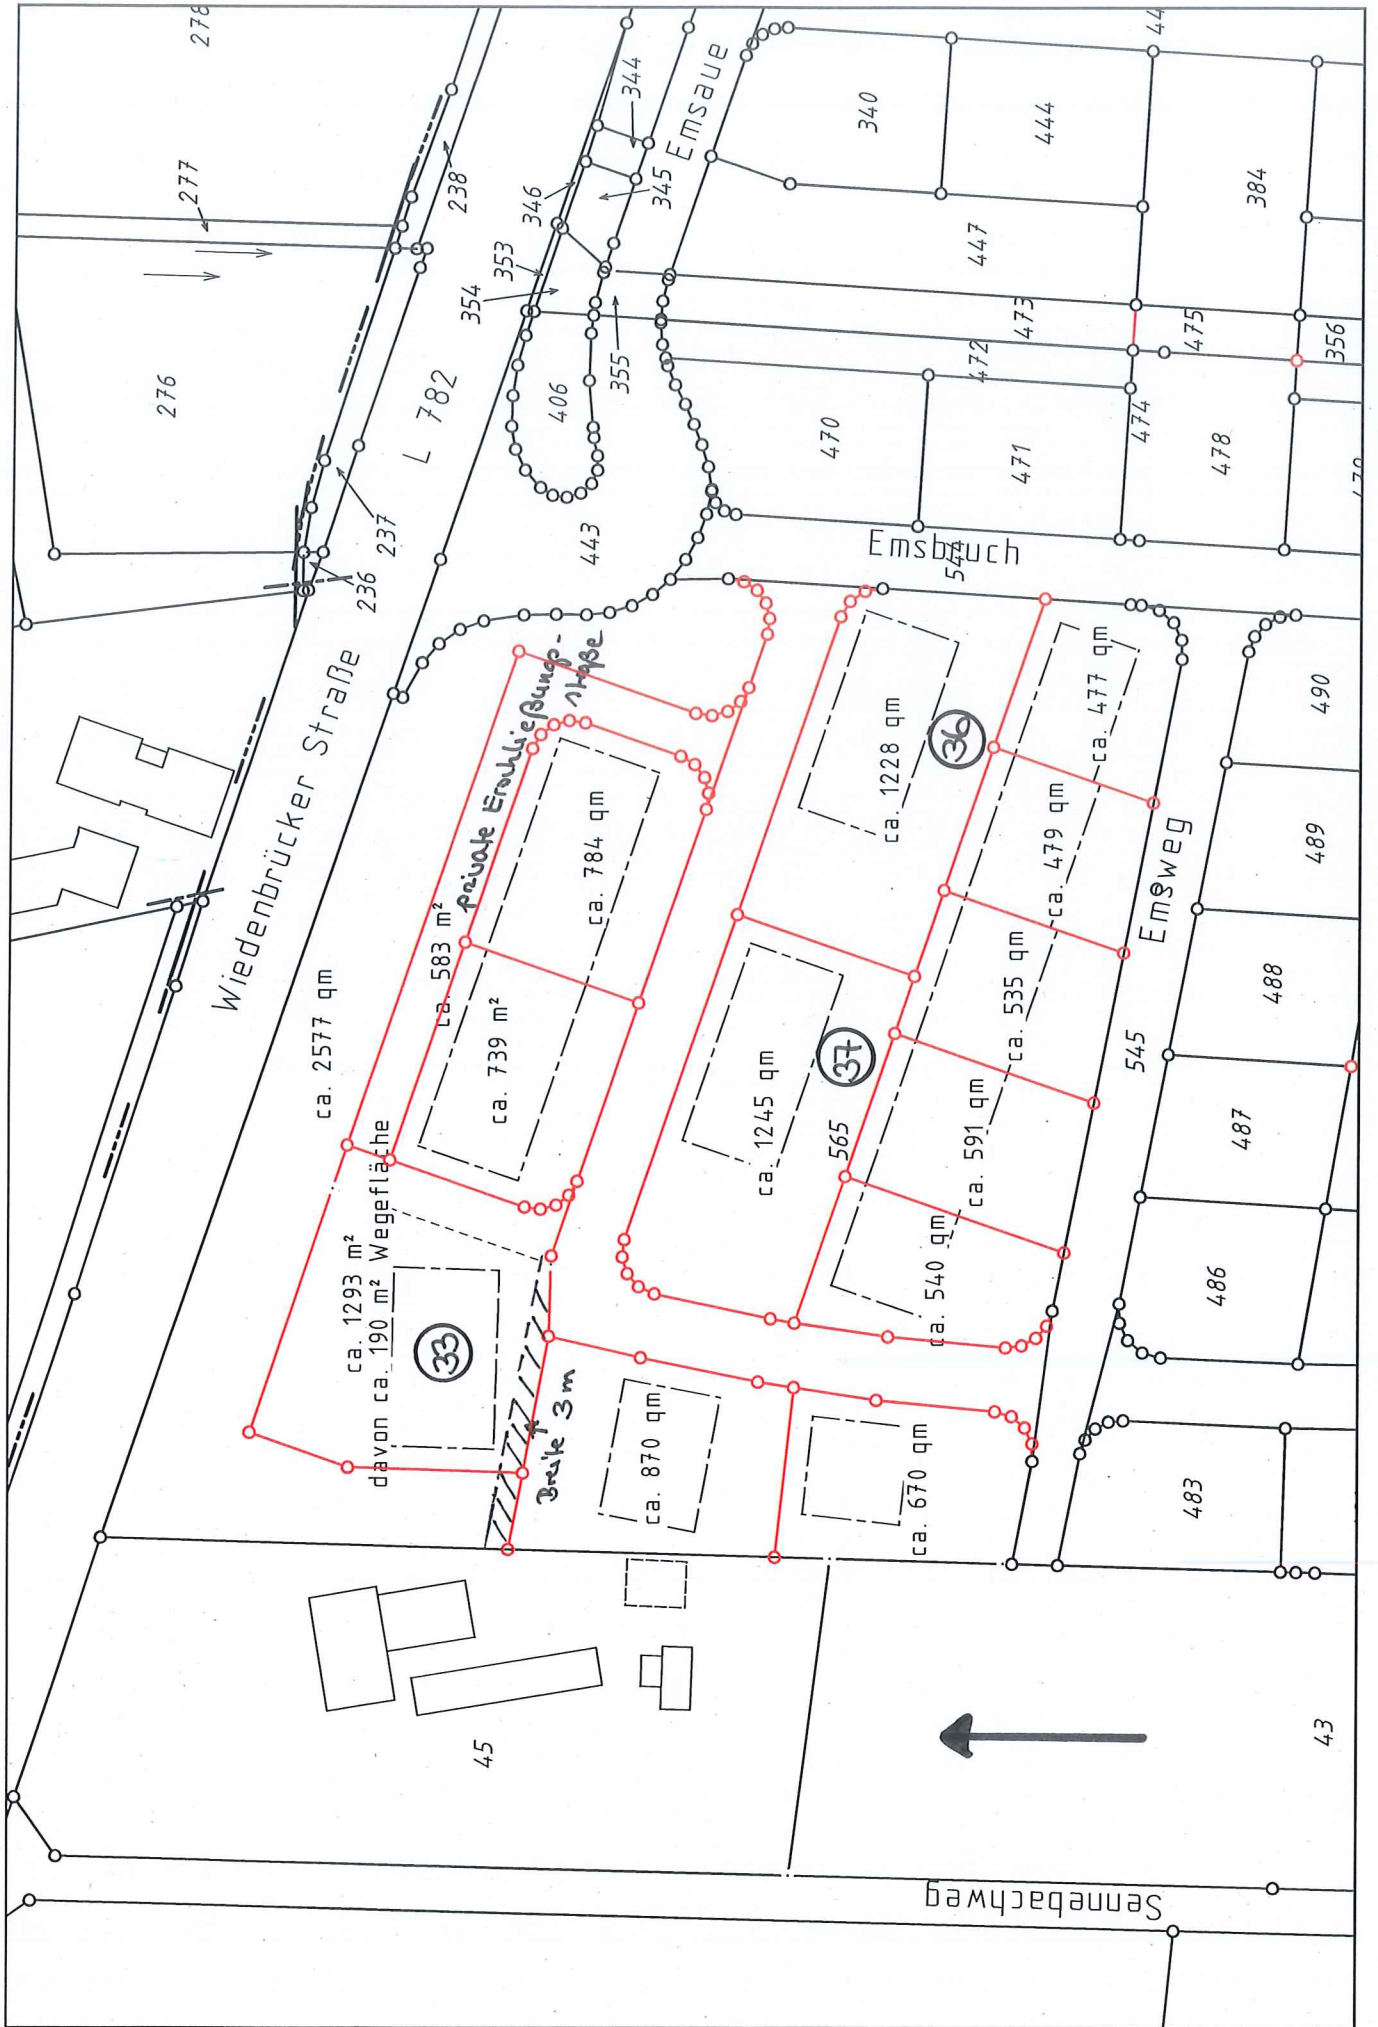 278
277
238
276
L 782
237
236
346
344
Emsaue
345
353
354
355
406
443
340
444
44
384
447
473
475
356
472
474
470
471
478
Emsbruch
544
Wiedenbrücker Straße
private Erschließungs-
straße
ca. 784 qm
ca. 583 m²
ca. 739 m²
ca. 2577 qm
ca. 1293 m²
davon ca. 190 m² Wegefläche
33
Breite 3 m
ca. 1228 qm
36
ca. 477 qm
ca. 479 qm
ca. 535 qm
ca. 1245 qm
37
565
ca. 591 qm
ca. 540 qm
ca. 870 qm
ca. 670 qm
Emsweg
545
490
489
488
487
486
483
45
43
Sennebachweg